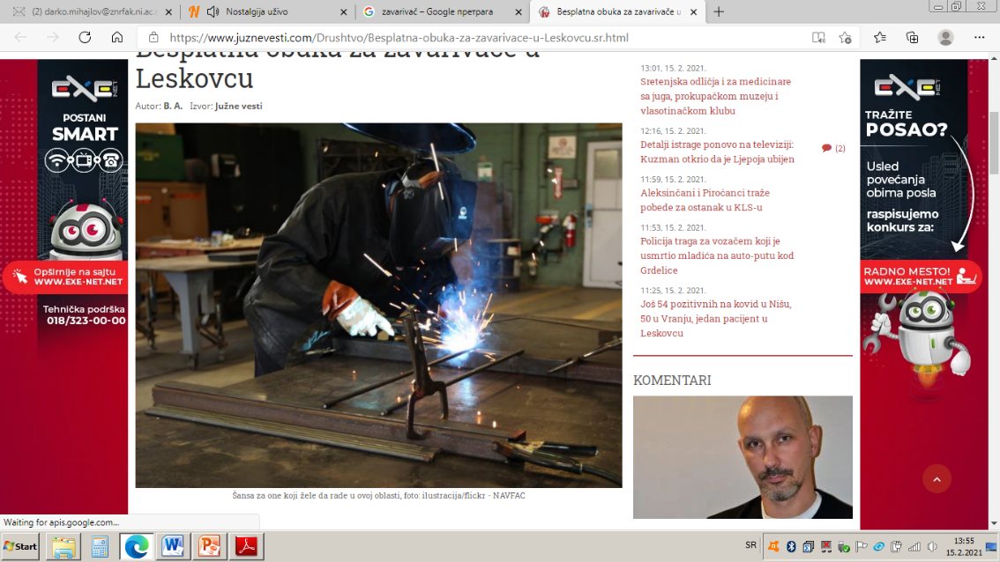 (2) darko.mihajlov@znrfak.ni.ac.r
Nostalgija uživo
zavarivač – Google претрага
Besplatna obuka za zavarivače u
https://www.juznevesti.com/Drushtvo/Besplatna-obuka-za-zavarivace-u-Leskovcu.sr.html
EXE
NET
POSTANI
SMART
Opširnije na sajtu
WWW.EXE-NET.NET
Tehnička podrška
018/323-00-00
Besplatna obuka za zavarivače u
Leskovcu
Autor: B. A. Izvor: Južne vesti
Šansa za one koji žele da rade u ovoj oblasti, foto: ilustracija/flickr - NAVFAC
13:01, 15. 2. 2021.
Sretenjska odličja i za medicinare
sa juga, prokupačkom muzeju i
vlasotinačkom klubu
12:16, 15. 2. 2021.
Detalji istrage ponovo na televiziji:
Kuzman otkrio da je Ljepoja ubijen
(2)
11:59, 15. 2. 2021.
Aleksinčani i Piroćanci traže
pobede za ostanak u KLS-u
11:53, 15. 2. 2021.
Policija traga za vozačem koji je
usmrtio mladića na auto-putu kod
Grdelice
11:25, 15. 2. 2021.
Još 54 pozitivnih na kovid u Nišu,
50 u Vranju, jedan pacijent u
Leskovcu
KOMENTARI
EXE
NET
TRAŽITE
POSAO?
Usled
povećanja
obima posla
raspisujemo
konkurs za:
RADNO MESTO!
WWW.EXE-NET.NET
Waiting for apis.google.com...
Start
SR
13:55
15.2.2021